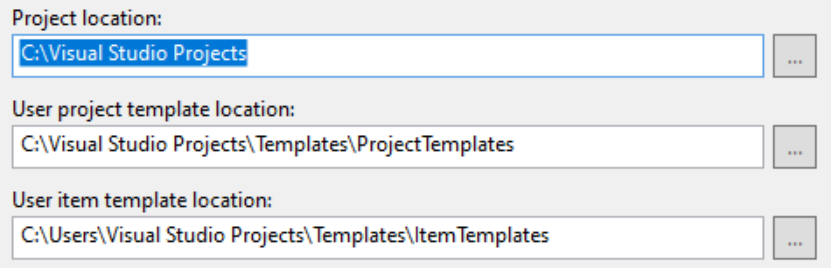 Project location:
C:\Visual Studio Projects
...
User project template location:
C:\Visual Studio Projects\Templates\ProjectTemplates
...
User item template location:
C:\Users\Visual Studio Projects\Templates\ItemTemplates
...